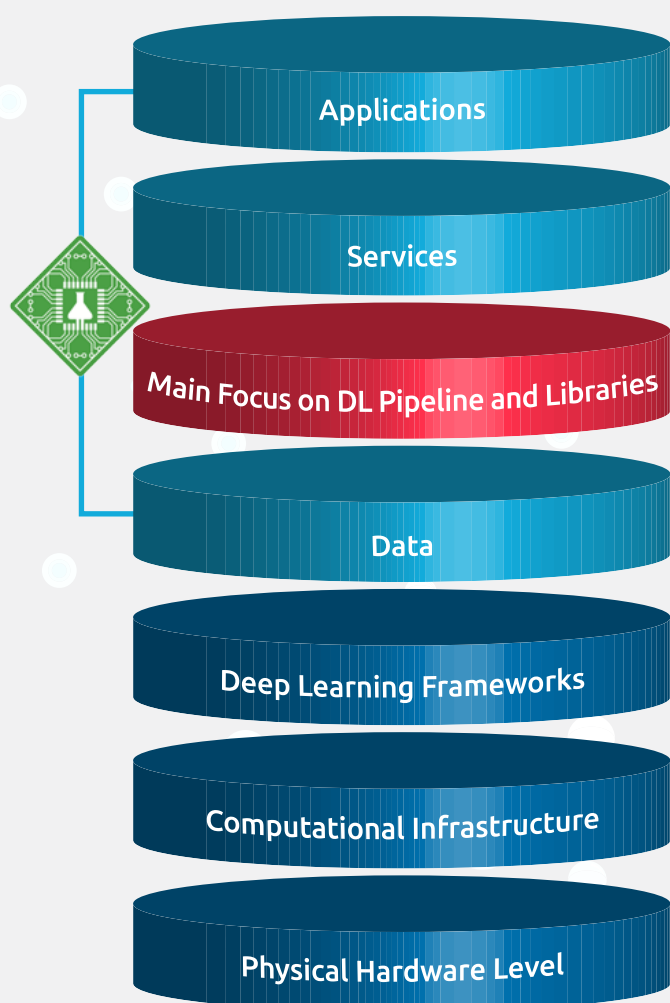 Applications
Services
Main Focus on DL Pipeline and Libraries
Data
Deep Learning Frameworks
Computational Infrastructure
Physical Hardware Level